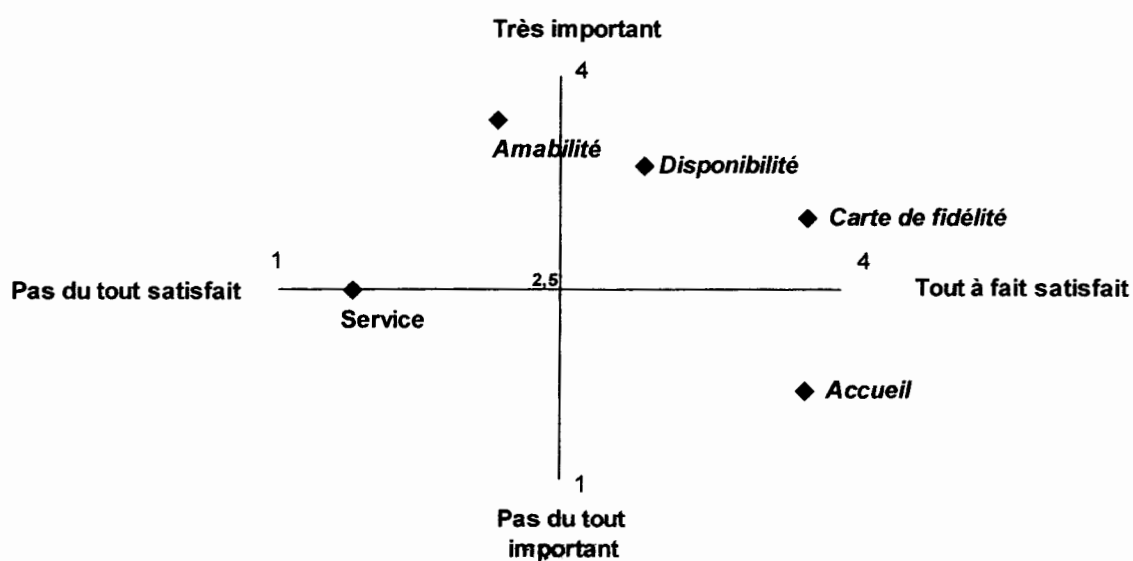 Très important
4
Amabilité
Disponibilité
Carte de fidélité
1
4
Pas du tout satisfait
2,5
Tout à fait satisfait
Service
Accueil
1
Pas du tout
important